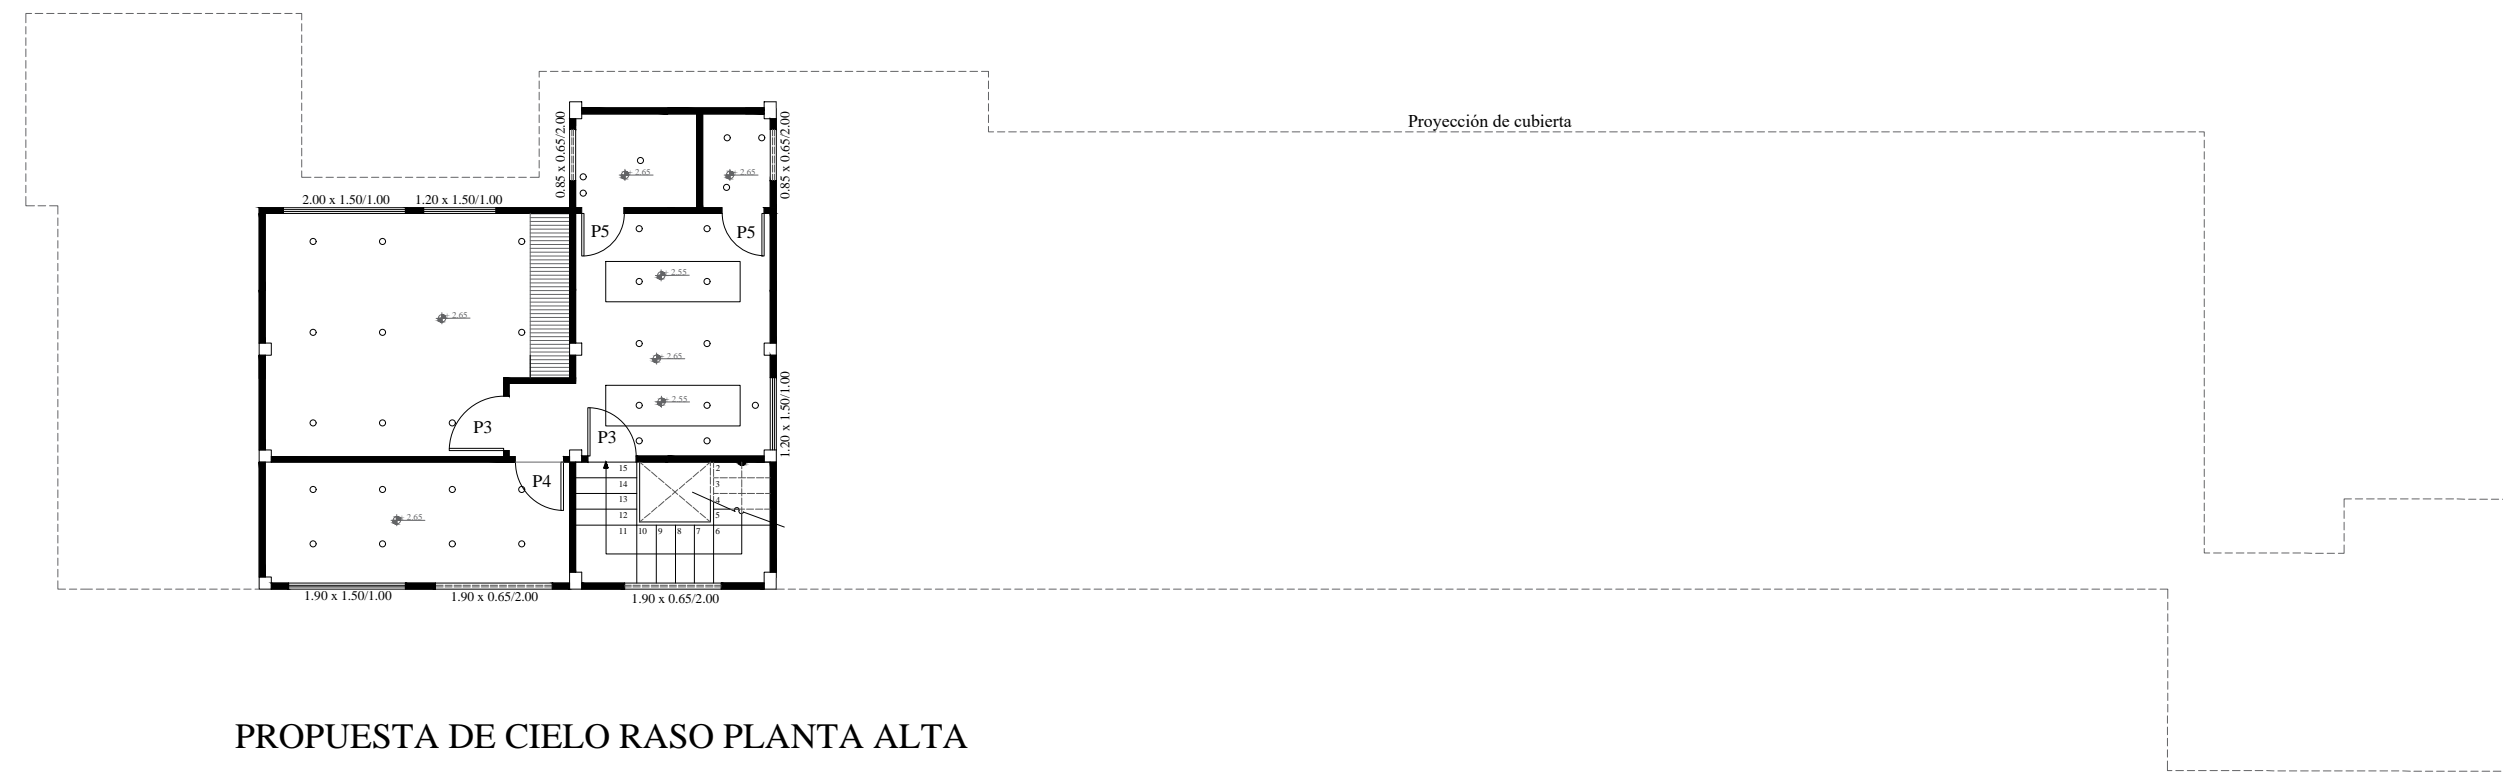 Proyección de cubierta
0.85 x 0.65/2.00
0.85 x 0.65/2.00
+ 2.65
+ 2.65
2.00 x 1.50/1.00
1.20 x 1.50/1.00
P5
P5
+ 2.55
+ 2.65
+ 2.65
+ 2.55
1.20 x 1.50/1.00
P3
P3
15
2
14
3
13
4
12
5
11
10
9
8
7
6
P4
+ 2.65
1.90 x 1.50/1.00
1.90 x 0.65/2.00
1.90 x 0.65/2.00
PROPUESTA DE CIELO RASO PLANTA ALTA